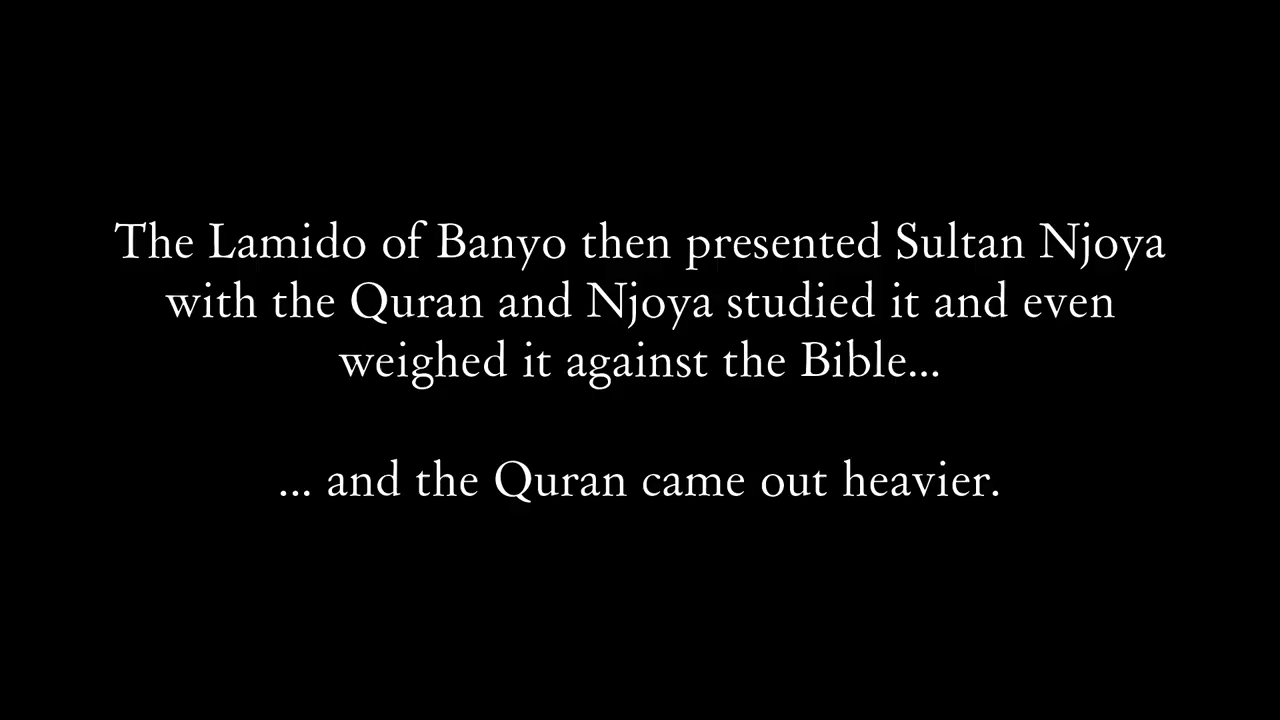 The Lamido of Banyo then presented Sultan Njoya
with the Quran and Njoya studied it and even
weighed it against the Bible...
... and the Quran came out heavier.